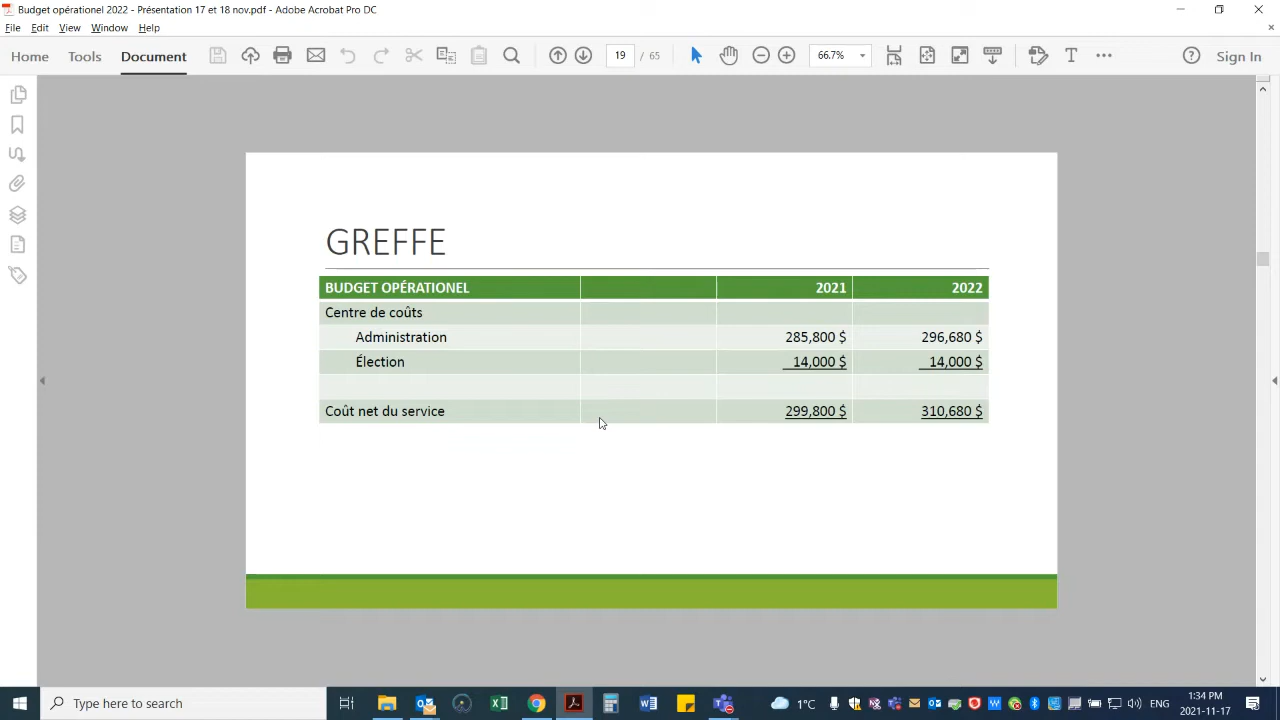 Budget opérationel 2022 - Présentation 17 et 18 nov.pdf - Adobe Acrobat Pro DC
File Edit View Window Help
Home Tools Document 19 / 65 66.7% Sign In
GREFFE
BUDGET OPÉRATIONEL 2021 2022
Centre de coûts
Administration 285,800 $ 296,680 $
Élection 14,000 $ 14,000 $
Coût net du service 299,800 $ 310,680 $
Type here to search 1°C ENG 1:34 PM
2021-11-17